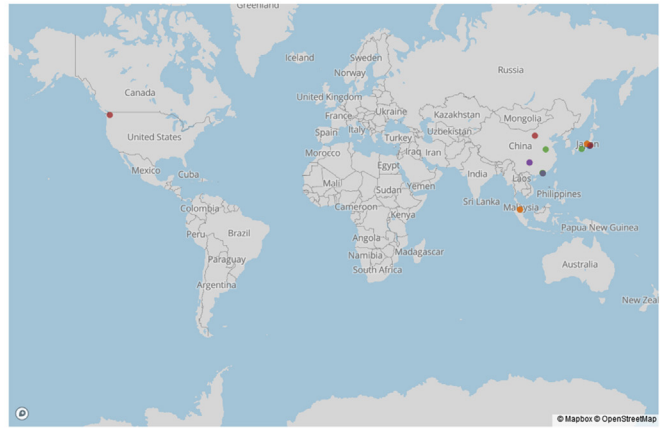 Greenland
Iceland
Sweden
Norway
Russia
Canada
United Kingdom
Ukraine
Kazakhstan
Mongolia
France
Italy
Uzbekistan
United States
Spain
Turkey
China
Japan
Morocco
Iraq
Iran
Egypt
Mexico
Cuba
Mali
Sudan
Yemen
India
Laos
Philippines
Sri Lanka
Malaysia
Colombia
Cameroon
Kenya
Papua New Guinea
Peru
Brazil
Angola
Madagascar
Namibia
Paraguay
South Africa
Australia
Argentina
New Zeal
© Mapbox © OpenStreetMap